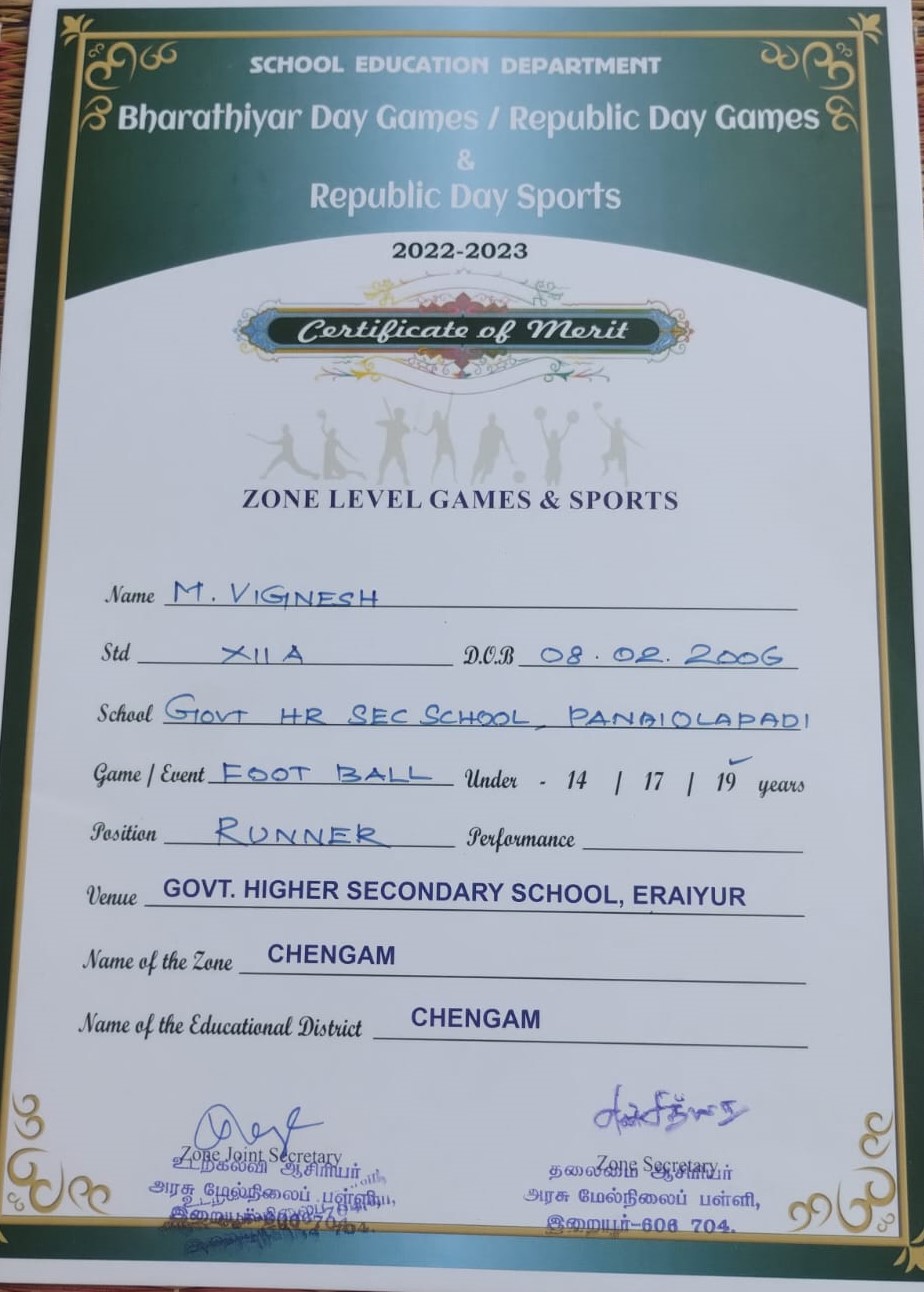 SCHOOL EDUCATION DEPARTMENT
Bharathiyar Day Games / Republic Day Games
&
Republic Day Sports
2022-2023
Certificate of Merit
ZONE LEVEL GAMES & SPORTS
Name M. VIGNESH
Std XII A D.O.B 08.02.2006
School GOVT HR SEC SCHOOL, PANAIOLAPADI
Game / Event FOOT BALL Under - 14 | 17 | 19 years
Position RUNNER Performance
Venue GOVT. HIGHER SECONDARY SCHOOL, ERAIYUR
Name of the Zone CHENGAM
Name of the Educational District CHENGAM
Zone Joint Secretary Zone Secretary
உடற்கல்வி ஆசிரியர் தலைமை ஆசிரியர்
அரசு மேல்நிலைப் பள்ளி, அரசு மேல்நிலைப் பள்ளி,
இறையூர்-606 704.